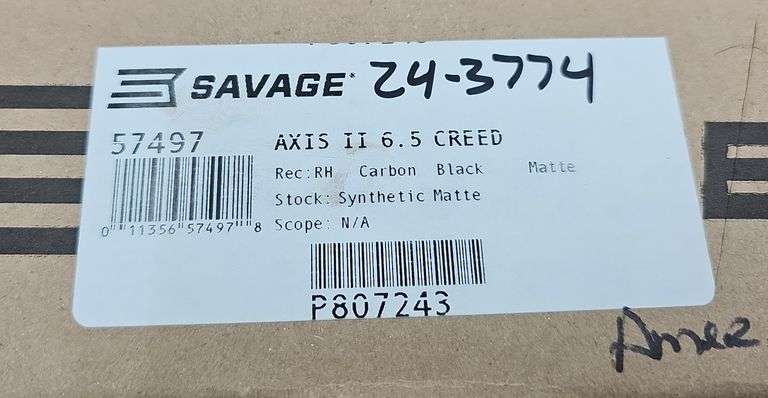 SAVAGE 24-3774
57497 AXIS II 6.5 CREED
Rec:RH Carbon Black Matte
Stock: Synthetic Matte
0 11356 57497 8 Scope: N/A
P807243